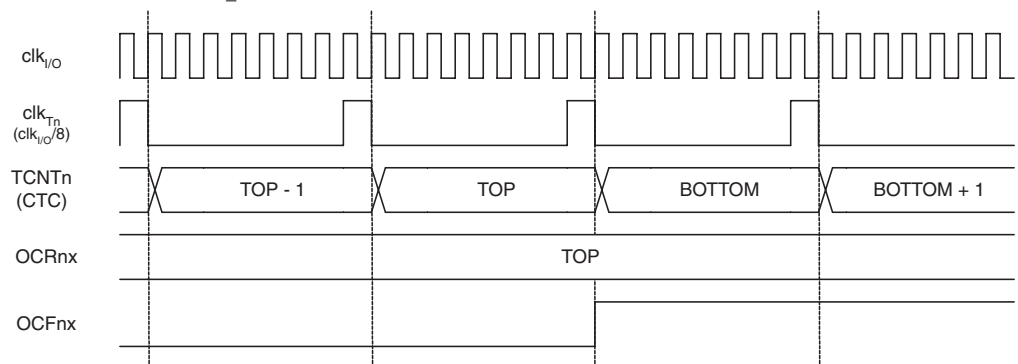 clkI/O
clkTn
(clkI/O/8)
TCNTn
(CTC)
TOP - 1
TOP
BOTTOM
BOTTOM + 1
OCRnx
TOP
OCFnx